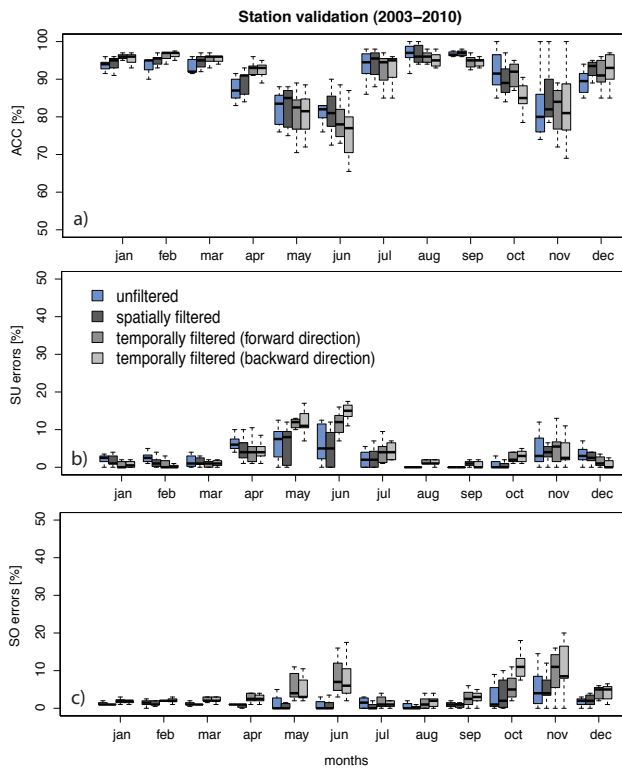 Station validation (2003–2010)
ACC [%]
100
90
80
70
60
50
a)
jan feb mar apr may jun jul aug sep oct nov dec
SU errors [%]
50
40
30
20
10
0
unfiltered
spatially filtered
temporally filtered (forward direction)
temporally filtered (backward direction)
b)
jan feb mar apr may jun jul aug sep oct nov dec
SO errors [%]
50
40
30
20
10
0
c)
jan feb mar apr may jun jul aug sep oct nov dec
months